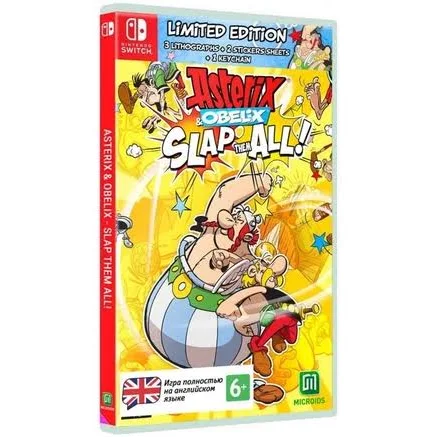 NINTENDO
SWITCH
LIMITED EDITION
3 LITHOGRAPHS + 2 STICKERS SHEETS
+ 1 KEYCHAIN
Asterix
& OBELIX
SLAP THEM ALL!
ASTERIX & OBELIX - SLAP THEM ALL!
Игра полностью
на английском
языке
6+
MICROIDS